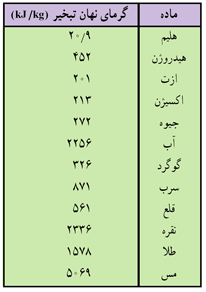 ماده گرمای نهان تبخیر (kJ/kg)
هلیم ۲۰/۹
هیدروژن ۴۵۲
ازت ۲۰۱
اکسیژن ۲۱۳
جیوه ۲۷۲
آب ۲۲۵۶
گوگرد ۳۲۶
سرب ۸۷۱
قلع ۵۶۱
نقره ۲۳۳۶
طلا ۱۵۷۸
مس ۵۰۶۹